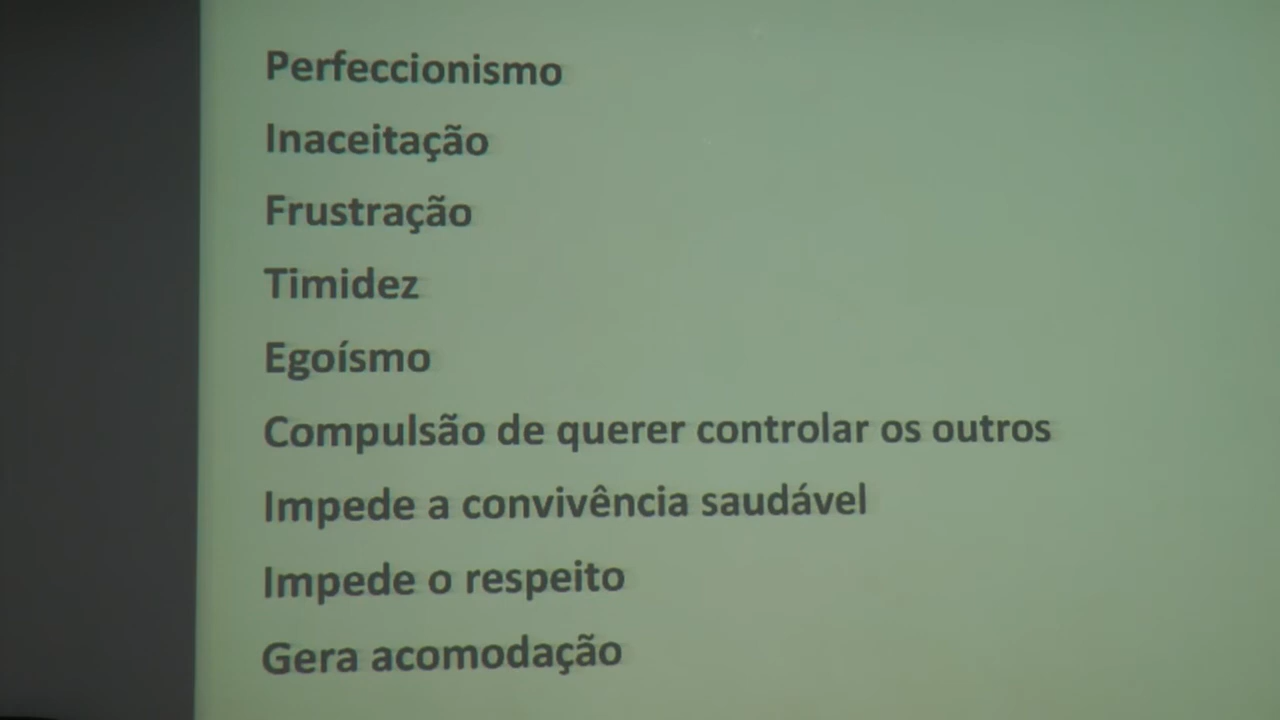 Perfeccionismo
Inaceitação
Frustração
Timidez
Egoísmo
Compulsão de querer controlar os outros
Impede a convivência saudável
Impede o respeito
Gera acomodação